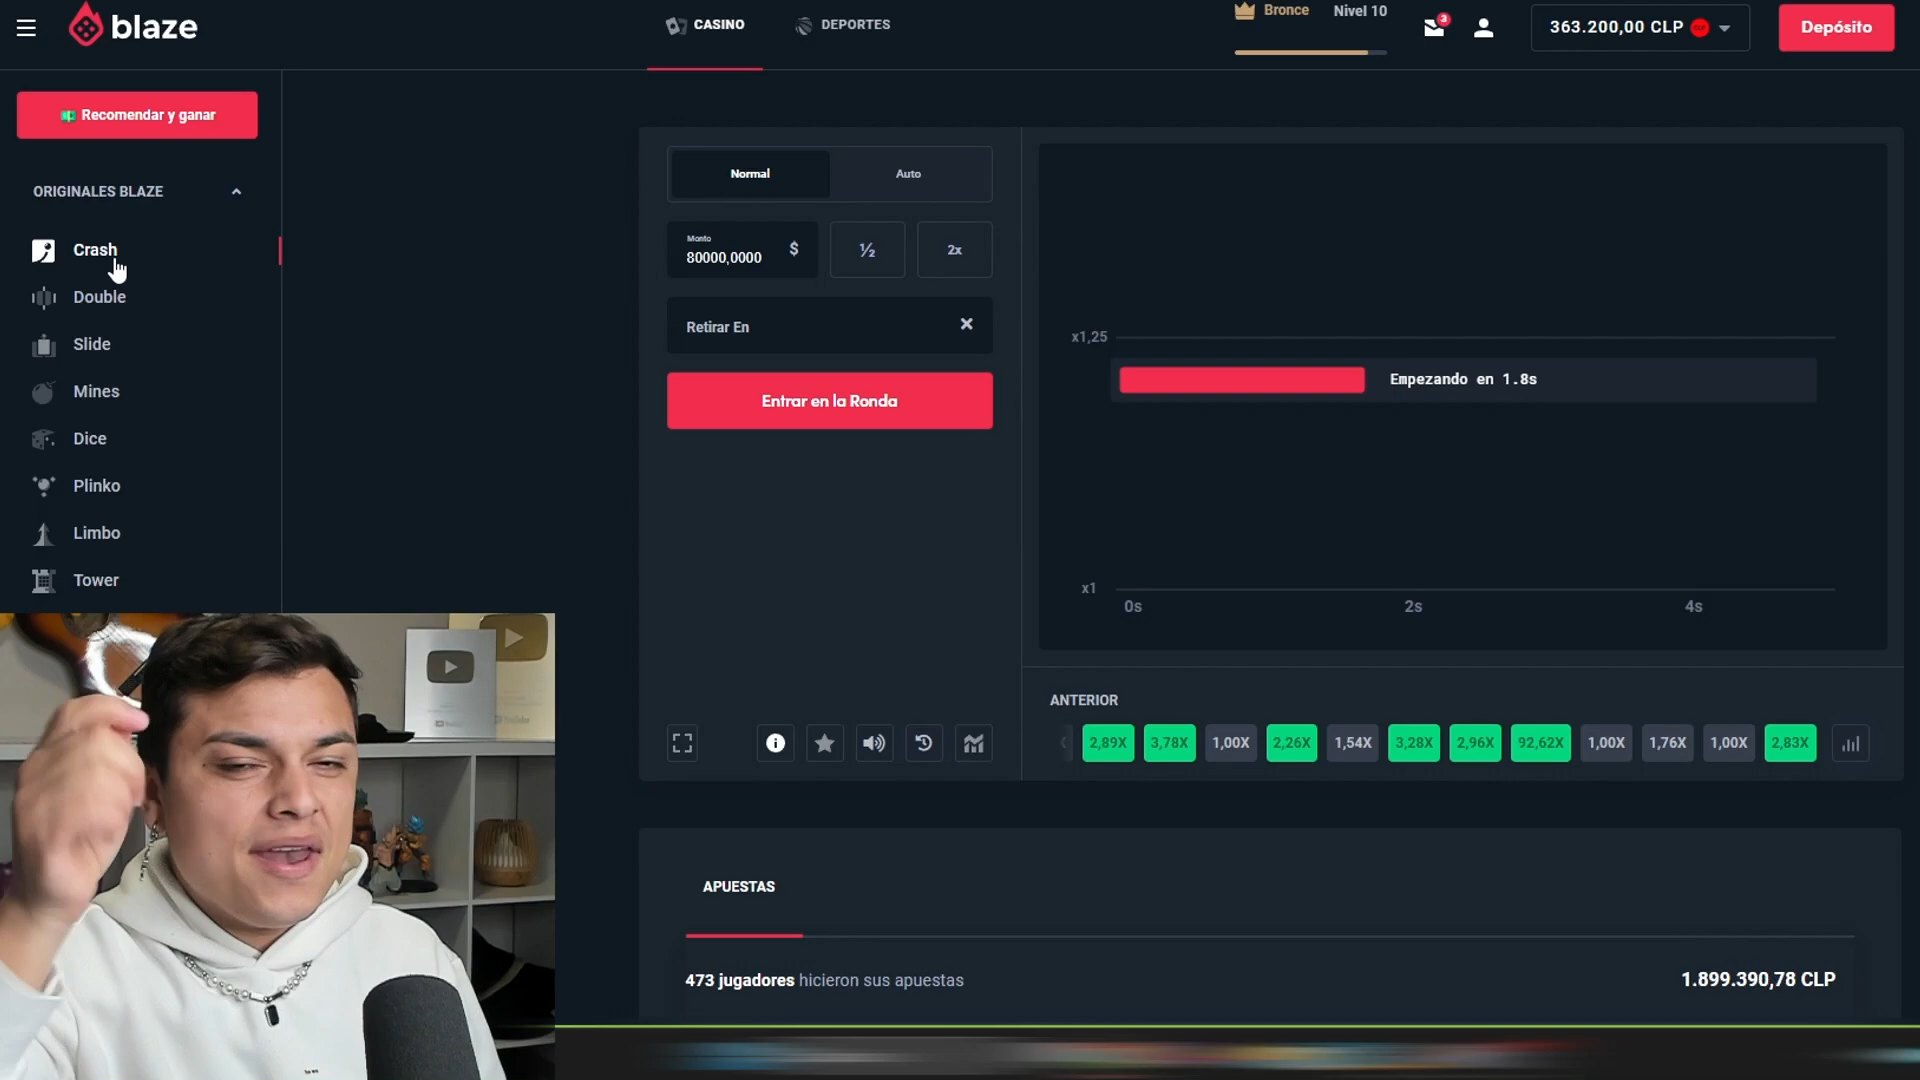 blaze
CASINO
DEPORTES
Bronce
Nivel 10
3
363.200,00 CLP
Depósito
Recomendar y ganar
ORIGINALES BLAZE
Crash
Double
Slide
Mines
Dice
Plinko
Limbo
Tower
Normal
Auto
Monto
80000,0000
$
½
2x
Retirar En
Entrar en la Ronda
x1,25
Empezando en 1.8s
x1
0s
2s
4s
ANTERIOR
2,89X
3,78X
1,00X
2,26X
1,54X
3,28X
2,96X
92,62X
1,00X
1,76X
1,00X
2,83X
APUESTAS
473 jugadores hicieron sus apuestas
1.899.390,78 CLP